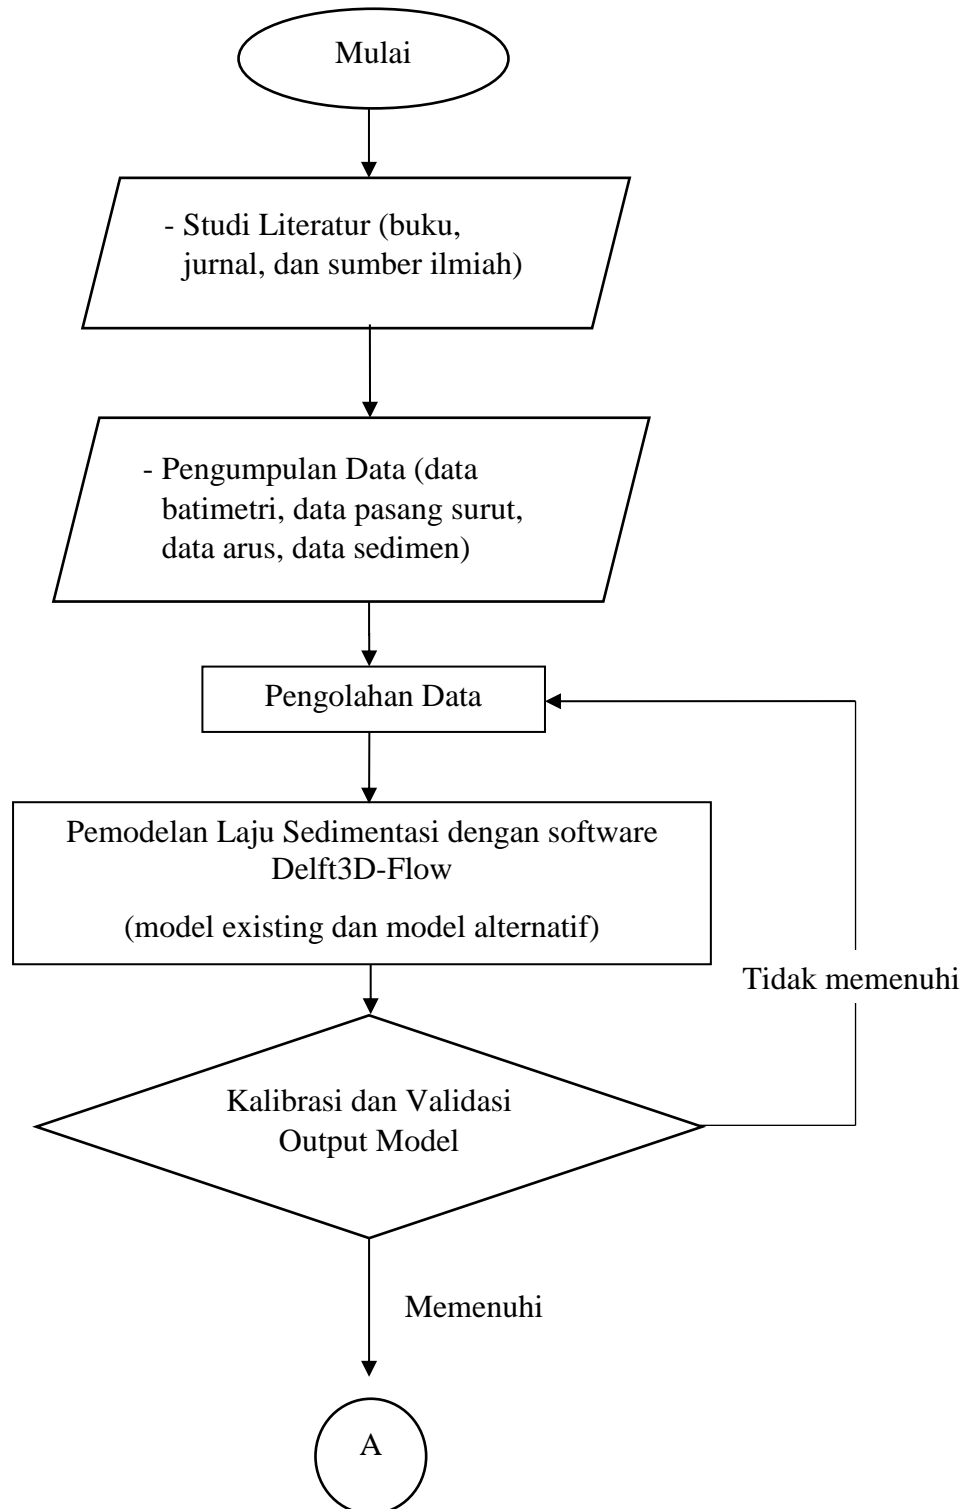 Mulai
- Studi Literatur (buku,
jurnal, dan sumber ilmiah)
- Pengumpulan Data (data
batimetri, data pasang surut,
data arus, data sedimen)
Pengolahan Data
Pemodelan Laju Sedimentasi dengan software
Delft3D-Flow
(model existing dan model alternatif)
Tidak memenuhi
Kalibrasi dan Validasi
Output Model
Memenuhi
A